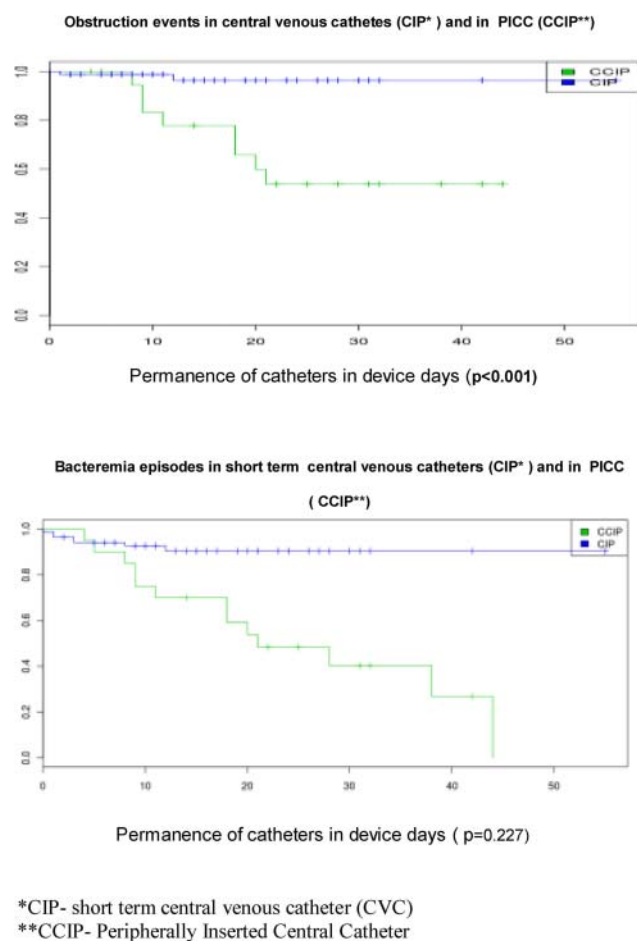 Obstruction events in central venous cathetes (CIP* ) and in PICC (CCIP**)
1.0
0.8
0.6
0.4
0.2
0.0
CCIP
CIP
0 10 20 30 40 50
Permanence of catheters in device days (p<0.001)
Bacteremia episodes in short term central venous catheters (CIP* ) and in PICC
( CCIP**)
1.0
0.8
0.6
0.4
0.2
0.0
CCIP
CIP
0 10 20 30 40 50
Permanence of catheters in device days ( p=0.227)
*CIP- short term central venous catheter (CVC)
**CCIP- Peripherally Inserted Central Catheter